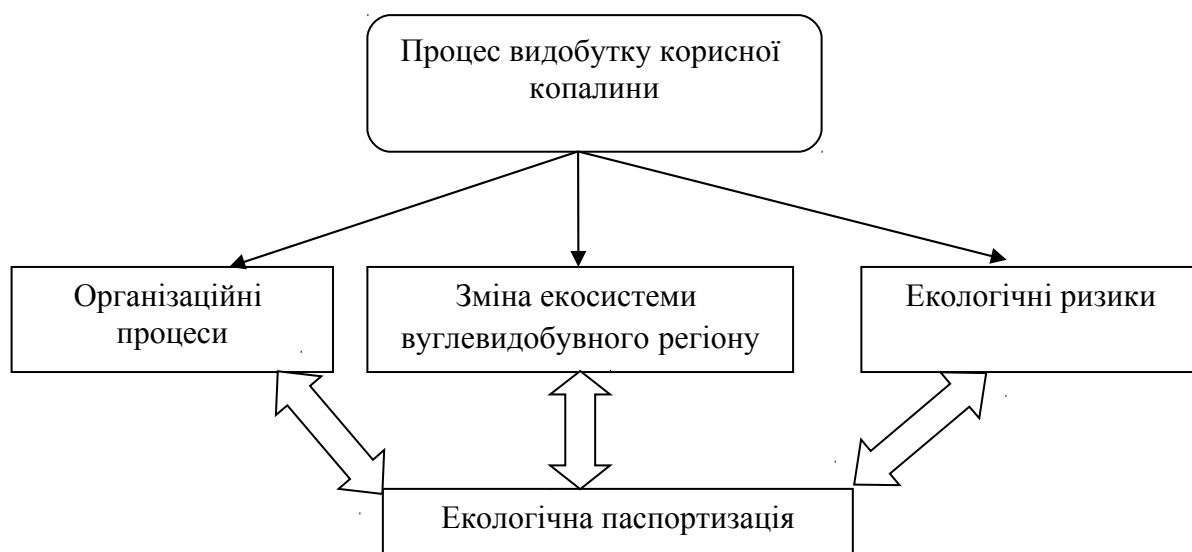 Процес видобутку корисної
копалини
Організаційні
процеси
Зміна екосистеми
вуглевидобувного регіону
Екологічні ризики
Екологічна паспортизація